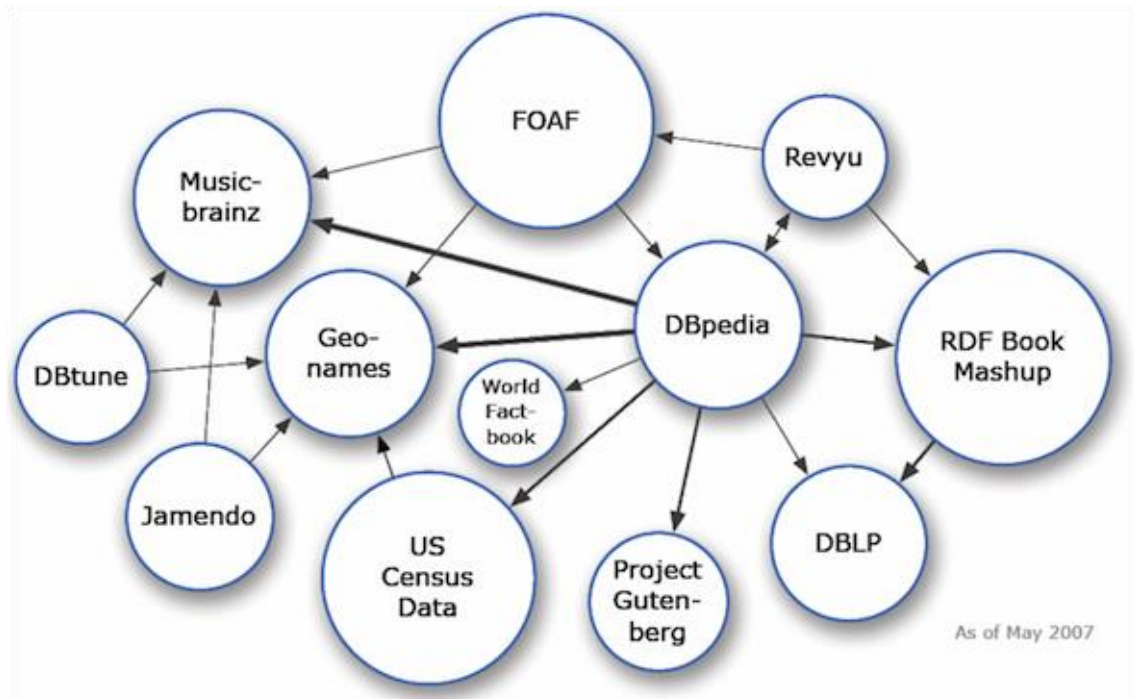 FOAF
Revyu
Music-
brainz
DBpedia
RDF Book
Mashup
Geo-
names
DBtune
World
Fact-
book
Jamendo
US
Census
Data
Project
Guten-
berg
DBLP
As of May 2007